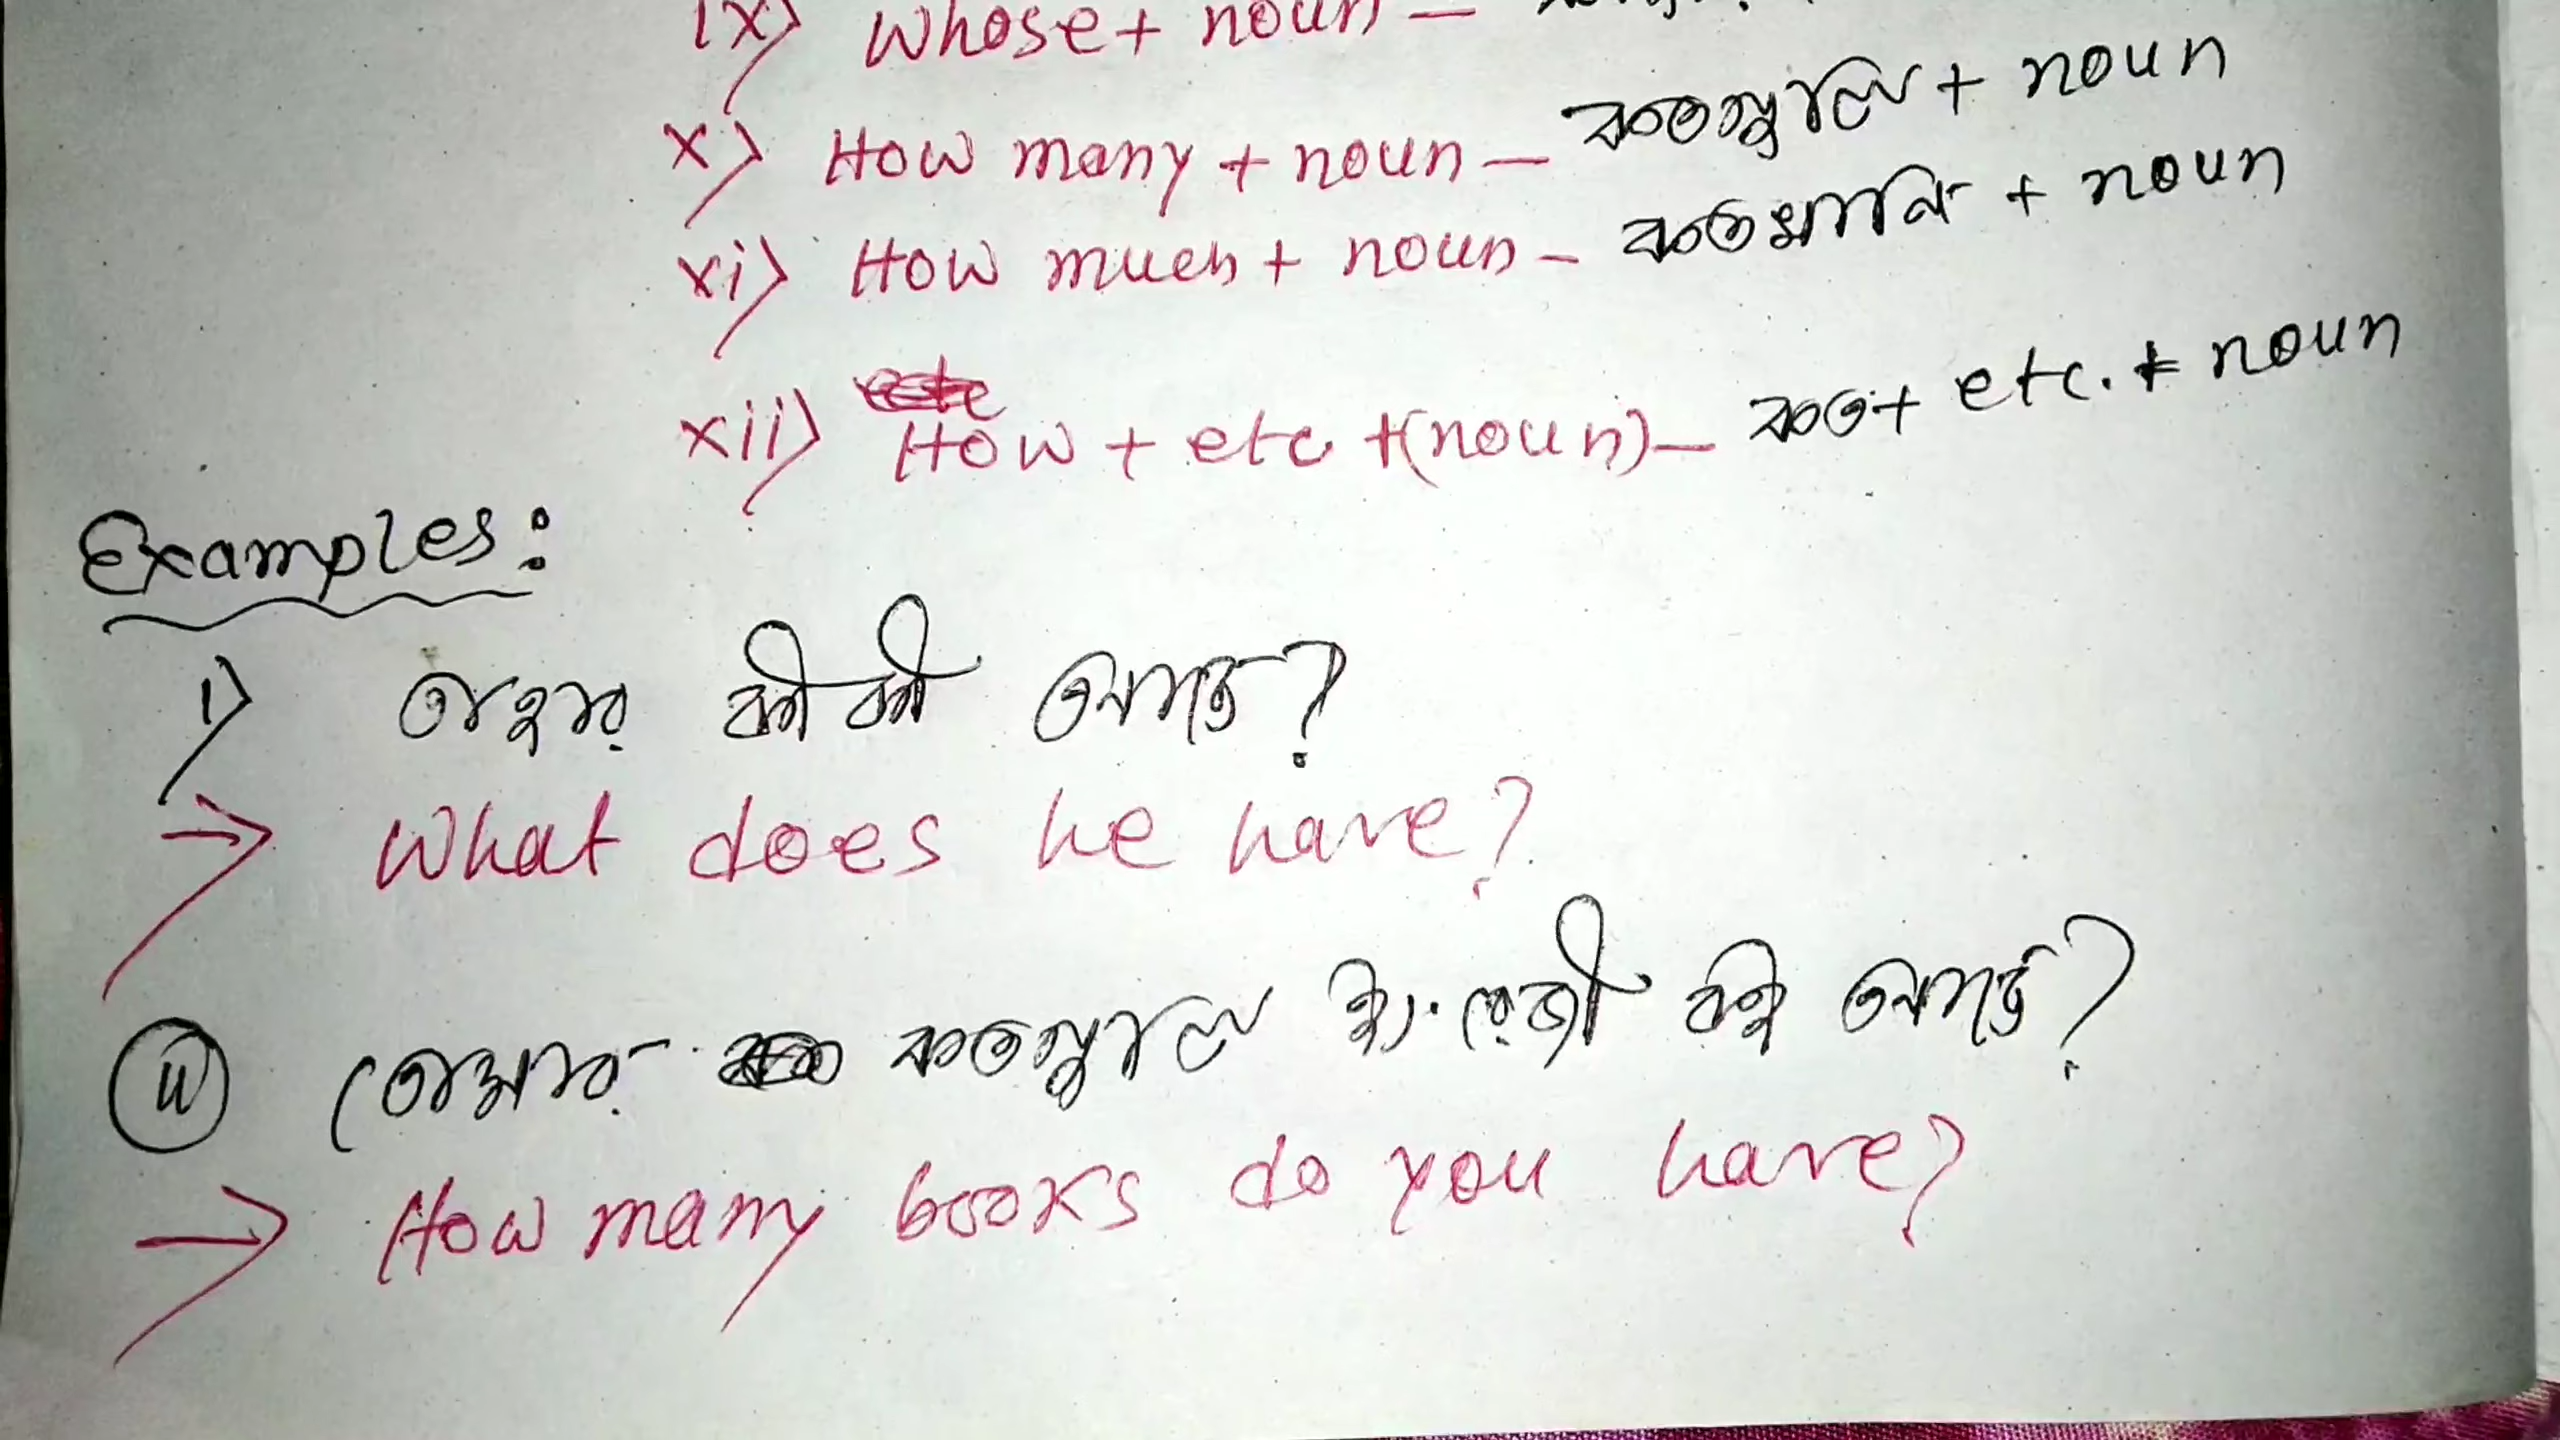 ix) Whose + noun –
x) How many + noun – কতগুলি + noun
xi) How much + noun – কতখানি + noun
xii) How + etc + (noun) – কত + etc. + noun
Examples:
i) তাহার কী কী আছে?
→ What does he have?
ii তোমার কতগুলি ইংরেজী বই আছে?
→ How many books do you have?